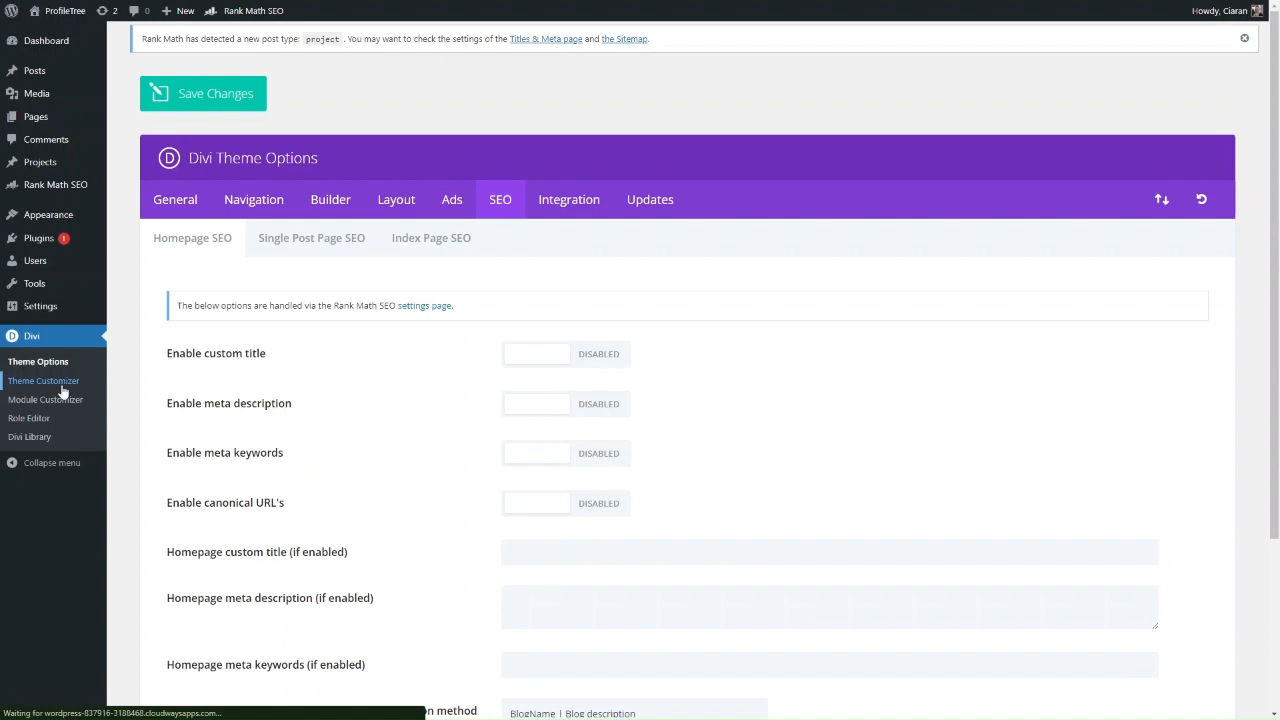 ProfileTree
2
0
New
Rank Math SEO
Howdy, Ciaran
Dashboard
Posts
Media
Pages
Comments
Projects
Rank Math SEO
Appearance
Plugins 1
Users
Tools
Settings
Divi
Theme Options
Theme Customizer
Module Customizer
Role Editor
Divi Library
Collapse menu
Rank Math has detected a new post type: project. You may want to check the settings of the Titles & Meta page and the Sitemap.
Save Changes
D Divi Theme Options
General Navigation Builder Layout Ads SEO Integration Updates
Homepage SEO Single Post Page SEO Index Page SEO
The below options are handled via the Rank Math SEO settings page.
Enable custom title DISABLED
Enable meta description DISABLED
Enable meta keywords DISABLED
Enable canonical URL's DISABLED
Homepage custom title (if enabled)
Homepage meta description (if enabled)
Homepage meta keywords (if enabled)
on method BlogName | Blog description
Waiting for wordpress-837916-3188468.cloudwaysapps.com...